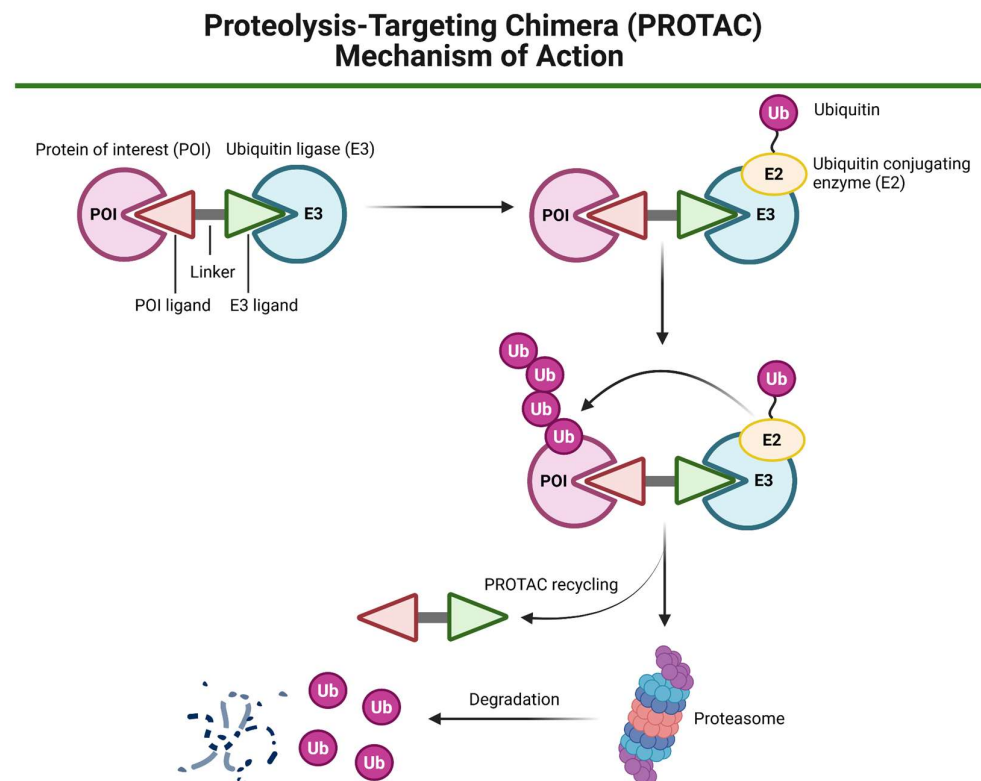 Proteolysis-Targeting Chimera (PROTAC)
Mechanism of Action
Protein of interest (POI)
Ubiquitin ligase (E3)
POI
E3
Linker
POI ligand
E3 ligand
Ub
Ubiquitin
E2
Ubiquitin conjugating
enzyme (E2)
POI
E3
Ub
Ub
Ub
Ub
Ub
E2
POI
E3
PROTAC recycling
Proteasome
Degradation
Ub
Ub
Ub
Ub